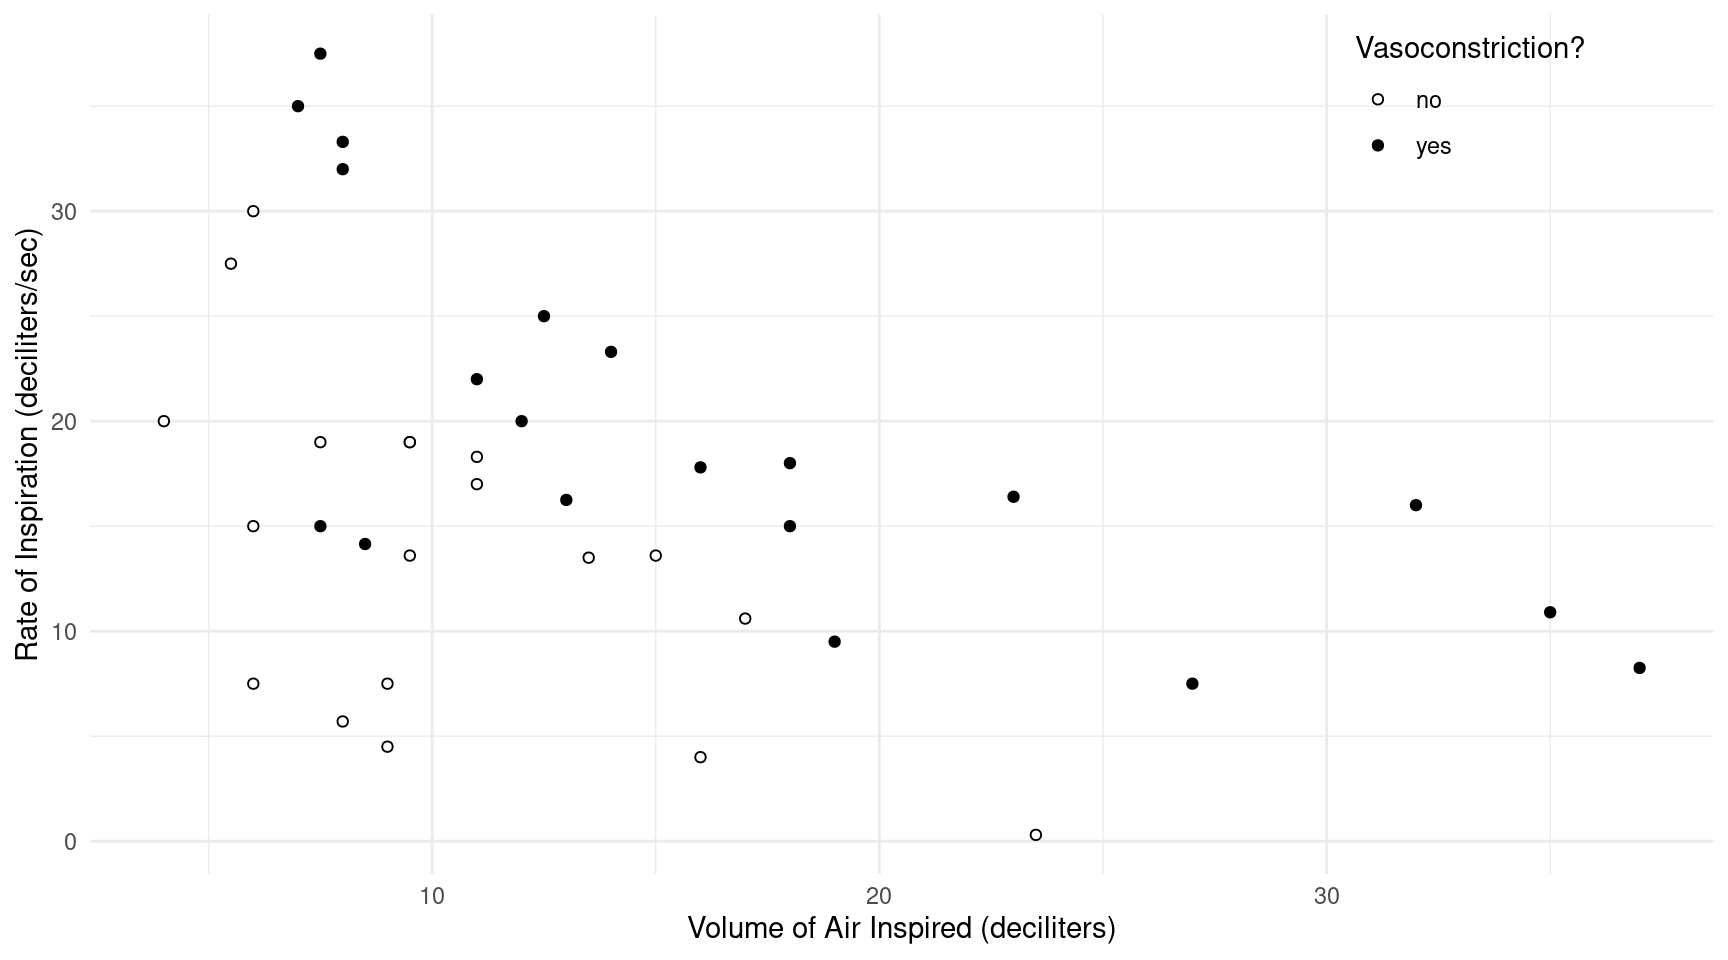 Vasoconstriction?
no
yes
30
20
10
0
Rate of Inspiration (deciliters/sec)
10 20 30
Volume of Air Inspired (deciliters)